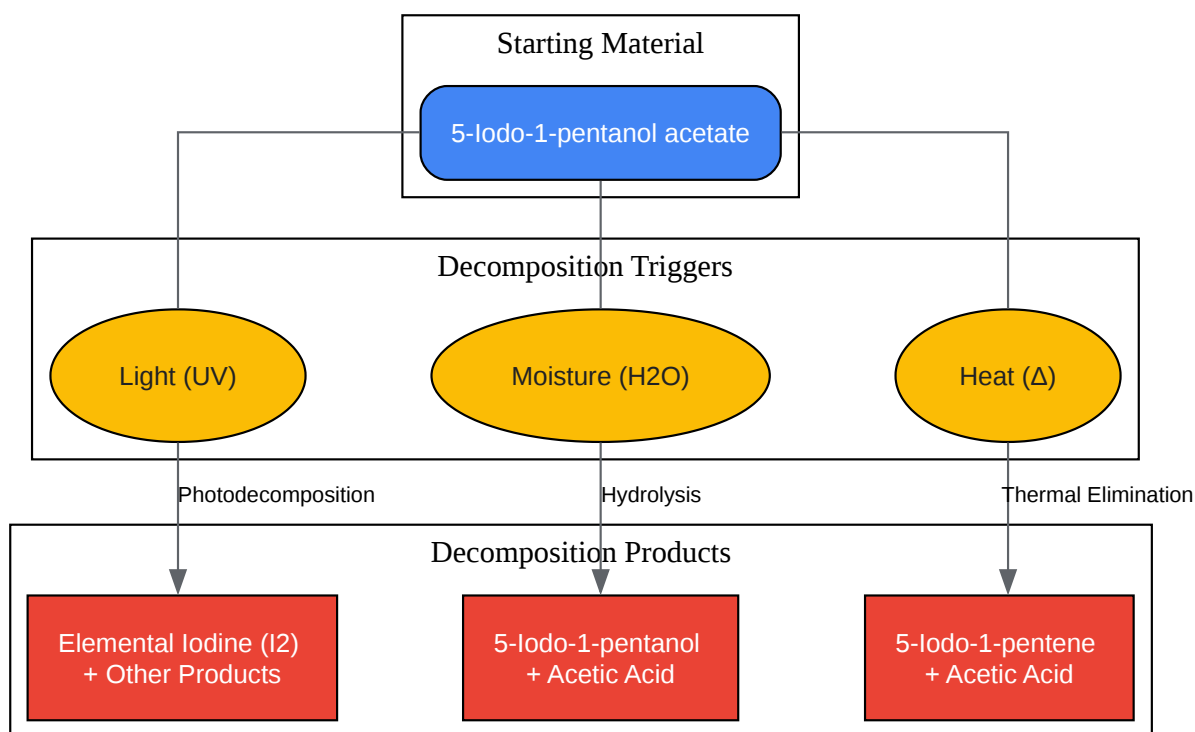 Starting Material
5-Iodo-1-pentanol acetate
Decomposition Triggers
Light (UV)
Moisture (H2O)
Heat (Δ)
Photodecomposition
Hydrolysis
Thermal Elimination
Decomposition Products
Elemental Iodine (I2)
+ Other Products
5-Iodo-1-pentanol
+ Acetic Acid
5-Iodo-1-pentene
+ Acetic Acid